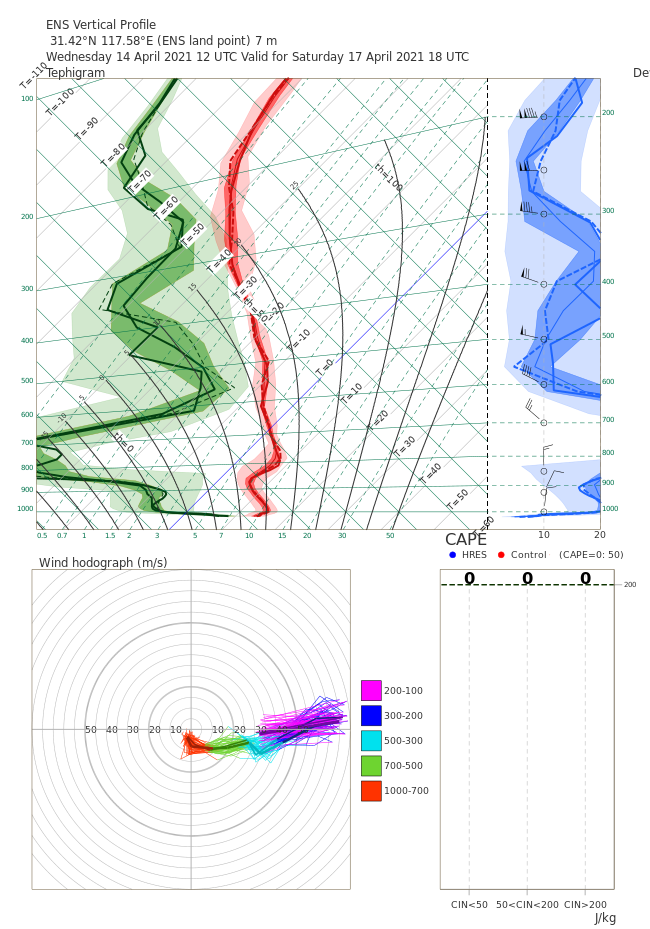 ENS Vertical Profile
31.42°N 117.58°E (ENS land point) 7 m
Wednesday 14 April 2021 12 UTC Valid for Saturday 17 April 2021 18 UTC
Tephigram
De
T=-110
T=-100
T=-90
T=-80
T=-70
T=-60
T=-50
T=-40
T=-30
T=-20
T=-10
T=0
T=10
T=20
T=30
T=40
T=50
T=60
th=100
th=50
th=0
25
20
15
-5
-10
100
200
300
400
500
600
700
800
900
1000
0.5 0.7 1 1.5 2 3 5 7 10 15 20 30 50
200
300
400
500
600
700
800
900
1000
10 20
CAPE
HRES Control (CAPE=0: 50)
Wind hodograph (m/s)
50 40 30 20 10 10 20 30
200-100
300-200
500-300
700-500
1000-700
0 0 0
200
CIN<50 50<CIN<200 CIN>200
J/kg